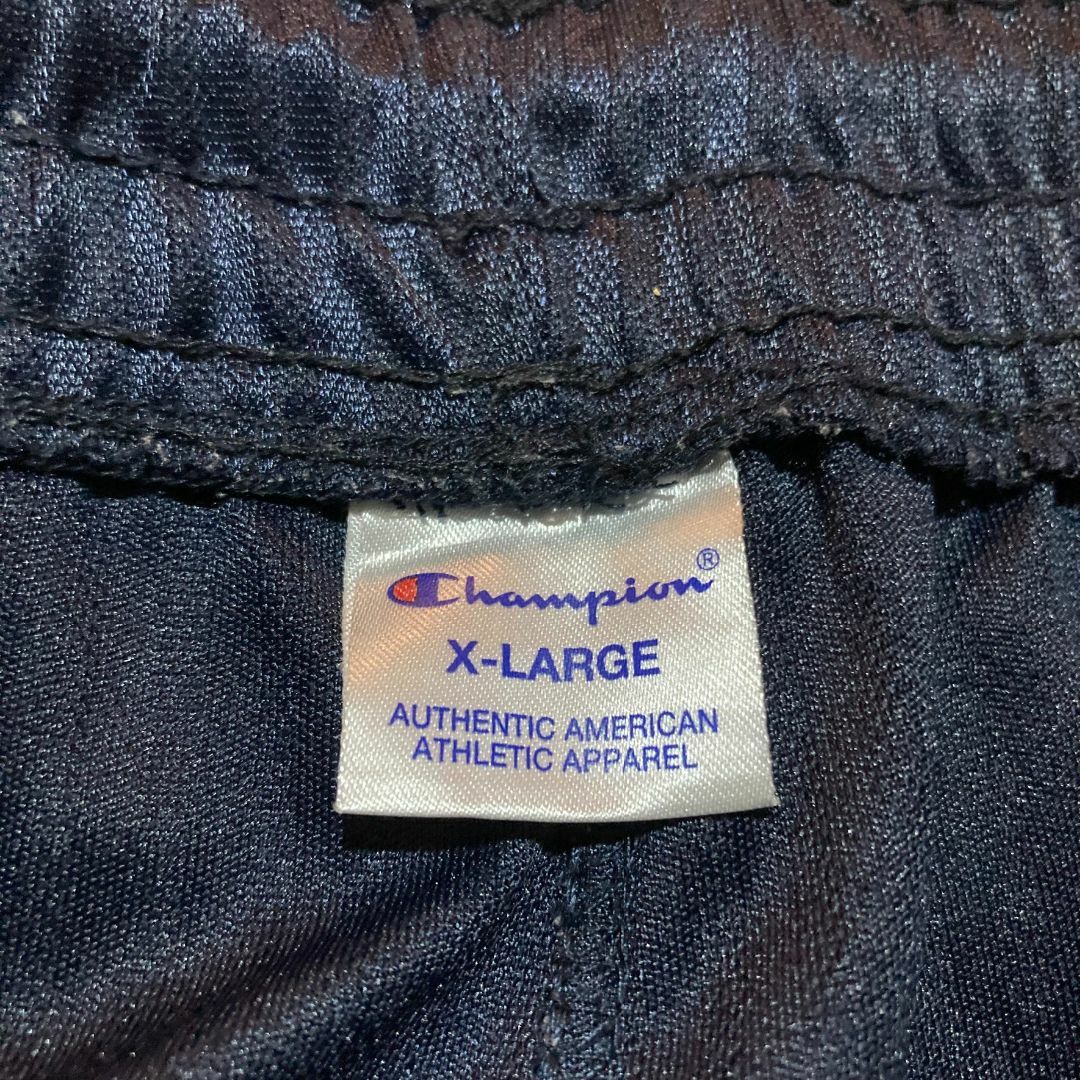 Champion®
X-LARGE
AUTHENTIC AMERICAN
ATHLETIC APPAREL